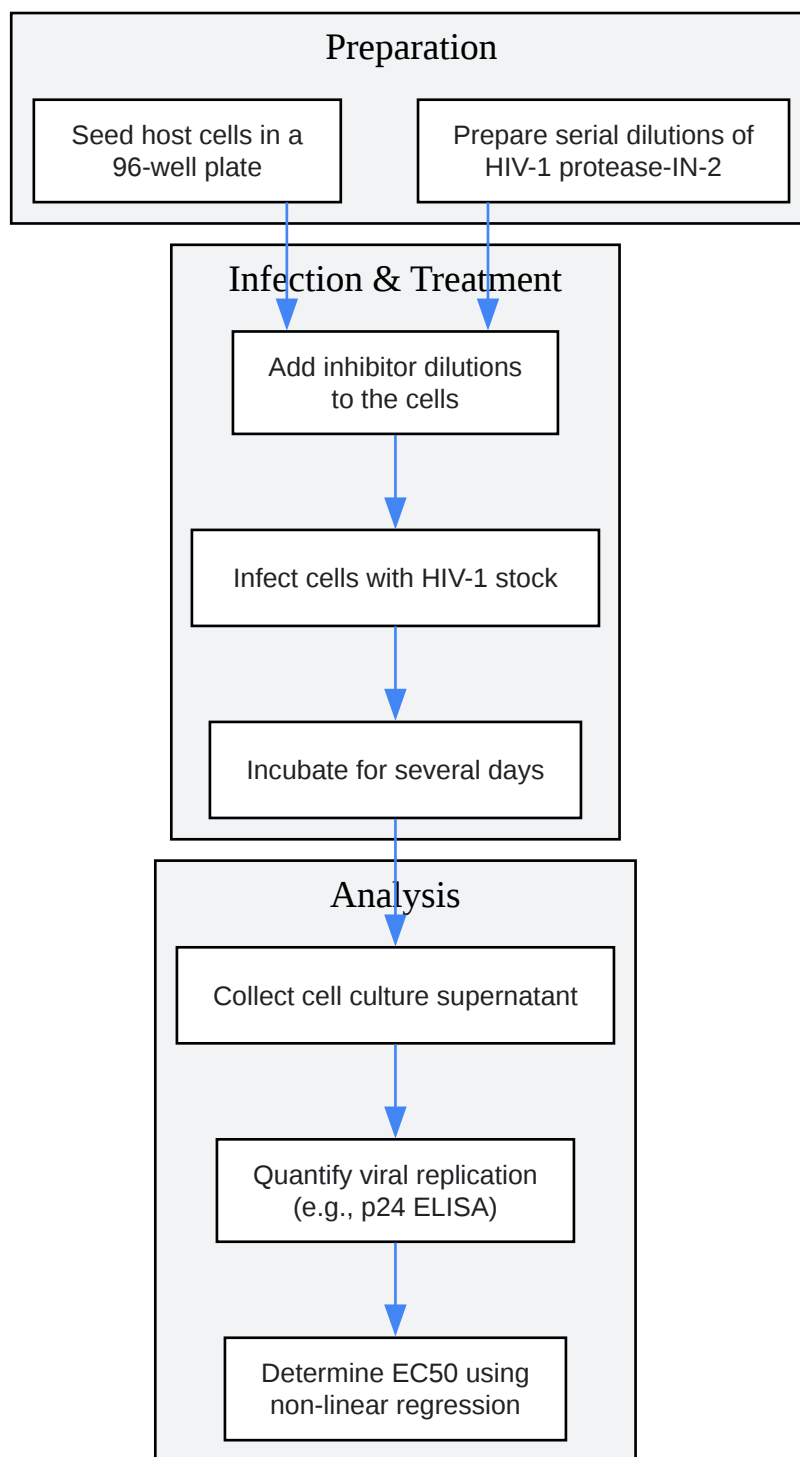 Preparation
Seed host cells in a
96-well plate
Prepare serial dilutions of
HIV-1 protease-IN-2
Infection & Treatment
Add inhibitor dilutions
to the cells
Infect cells with HIV-1 stock
Incubate for several days
Analysis
Collect cell culture supernatant
Quantify viral replication
(e.g., p24 ELISA)
Determine EC50 using
non-linear regression